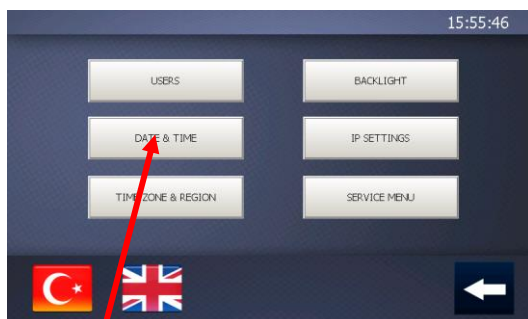 15:55:46
USERS
BACKLIGHT
DATE & TIME
IP SETTINGS
TIME ZONE & REGION
SERVICE MENU